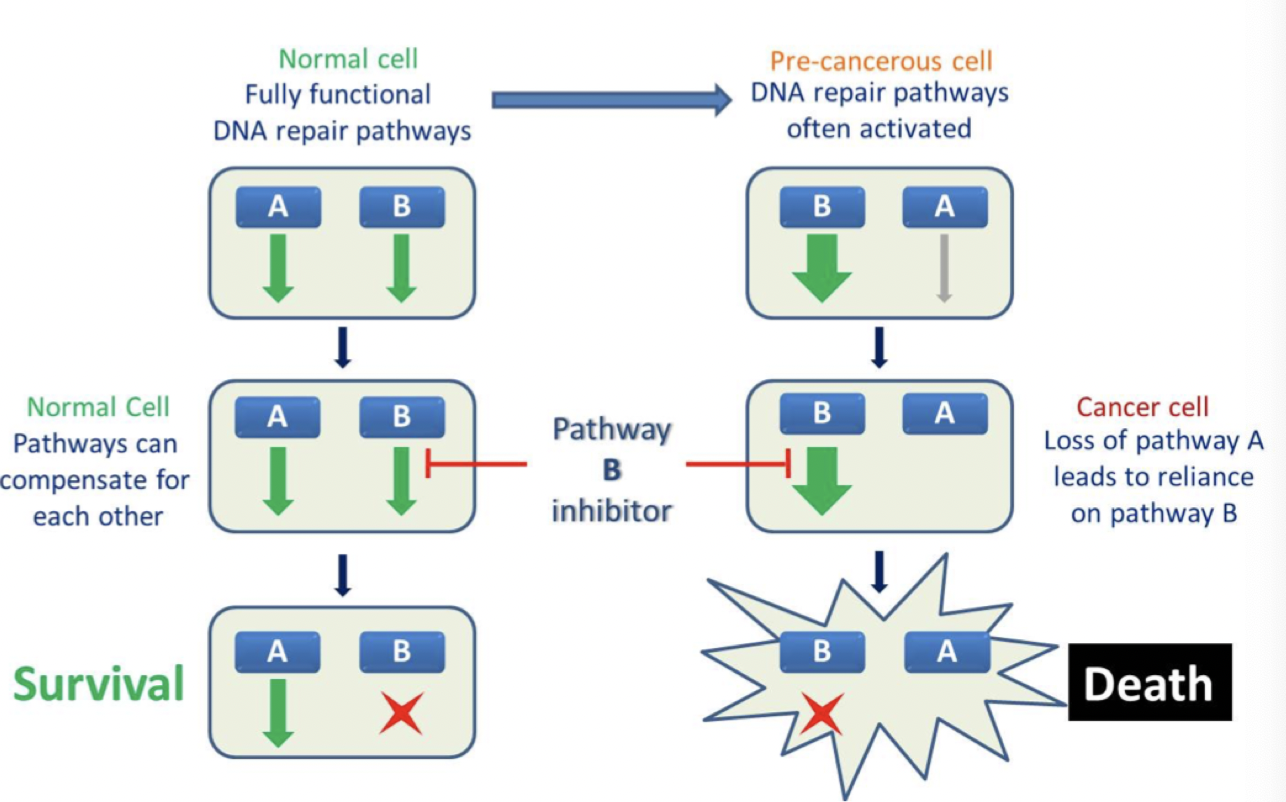 Normal cell
Fully functional
DNA repair pathways
Pre-cancerous cell
DNA repair pathways
often activated
A B
B A
Normal Cell
Pathways can
compensate for
each other
A B
Pathway
B
inhibitor
B A
Cancer cell
Loss of pathway A
leads to reliance
on pathway B
Survival
A B
B A
Death